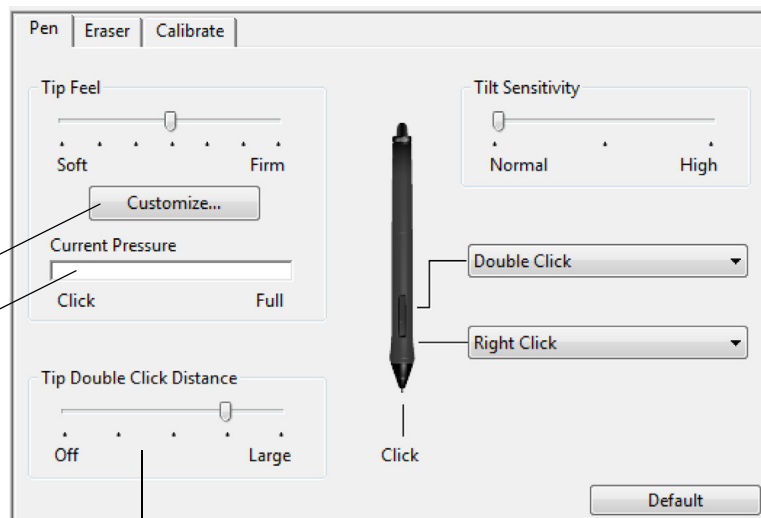 Pen Eraser Calibrate
Tip Feel
Soft Firm
Customize...
Current Pressure
Click Full
Tip Double Click Distance
Off Large
Click
Tilt Sensitivity
Normal High
Double Click
Right Click
Default